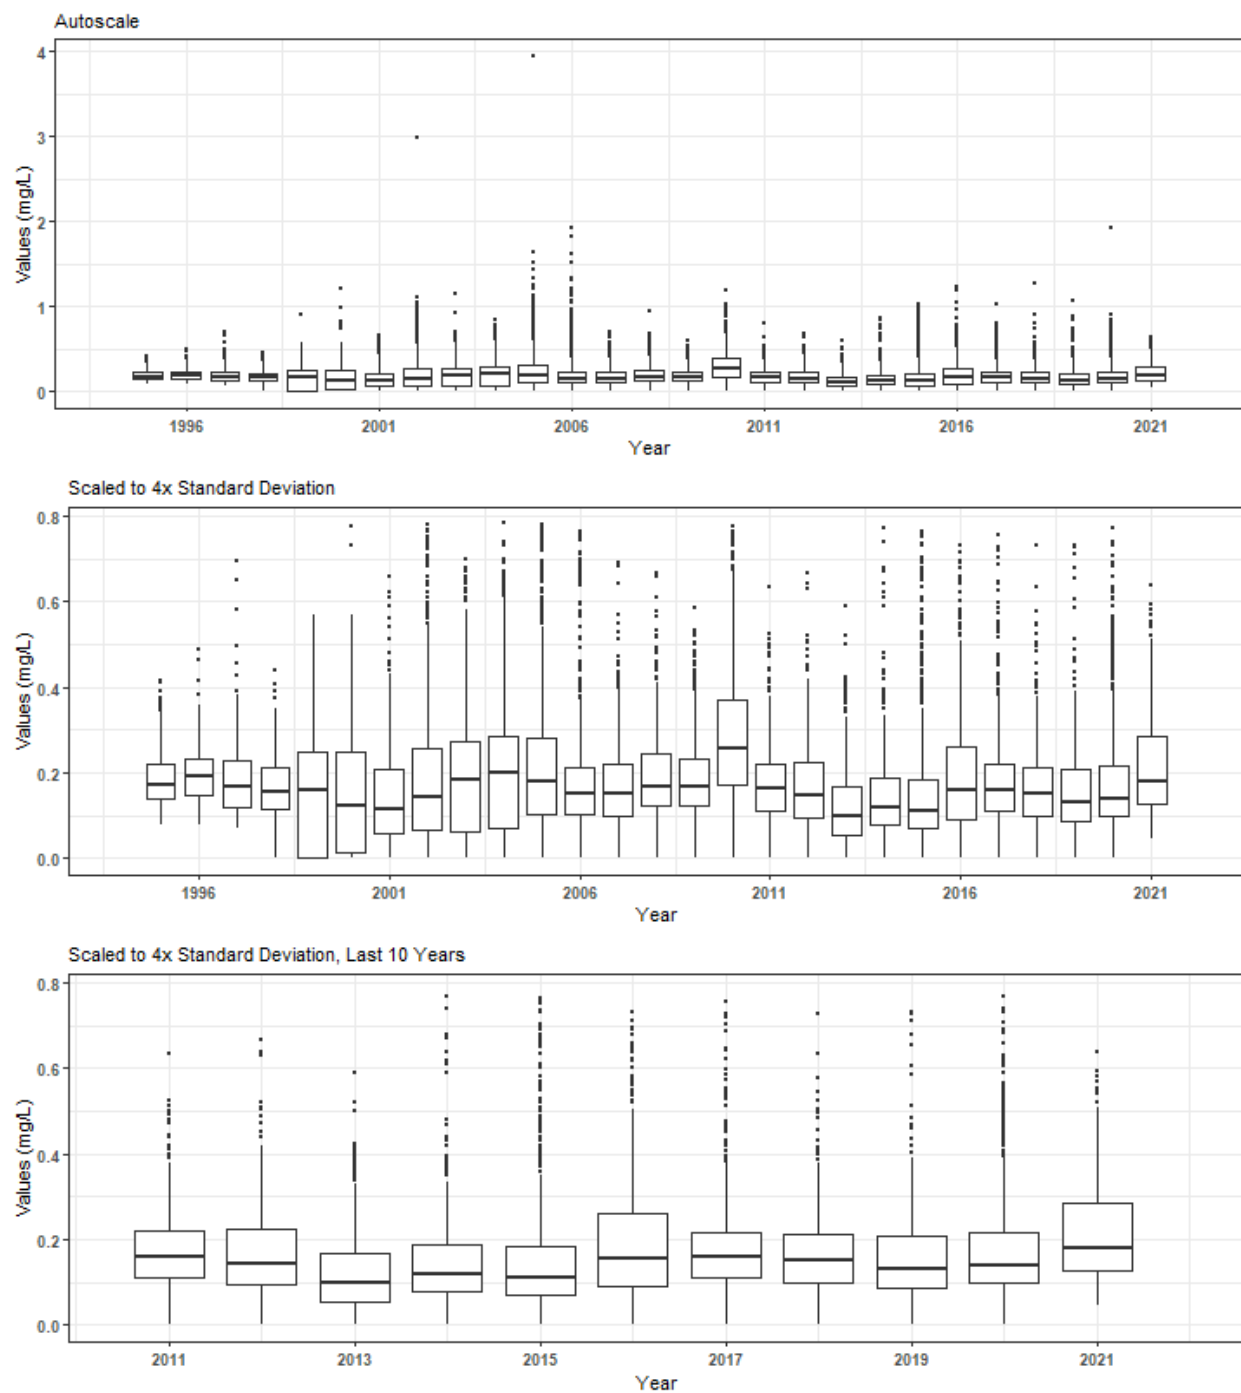 Autoscale
4
3
2
1
0
Values (mg/L)
1996 2001 2006 2011 2016 2021
Year
Scaled to 4x Standard Deviation
0.8
0.6
0.4
0.2
0.0
Values (mg/L)
1996 2001 2006 2011 2016 2021
Year
Scaled to 4x Standard Deviation, Last 10 Years
0.8
0.6
0.4
0.2
0.0
Values (mg/L)
2011 2013 2015 2017 2019 2021
Year